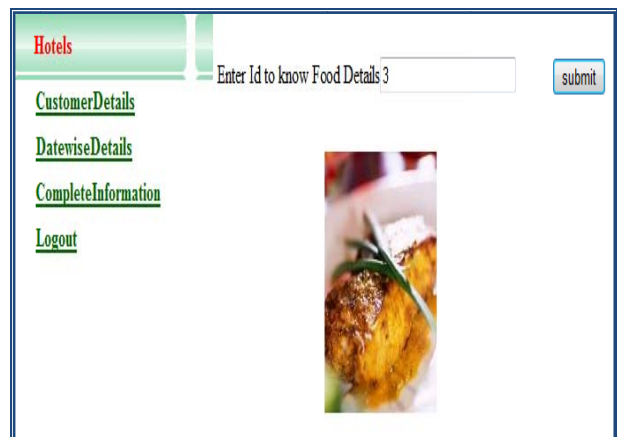 Hotels
Enter Id to know Food Details 3
submit
CustomerDetails
DatewiseDetails
CompleteInformation
Logout